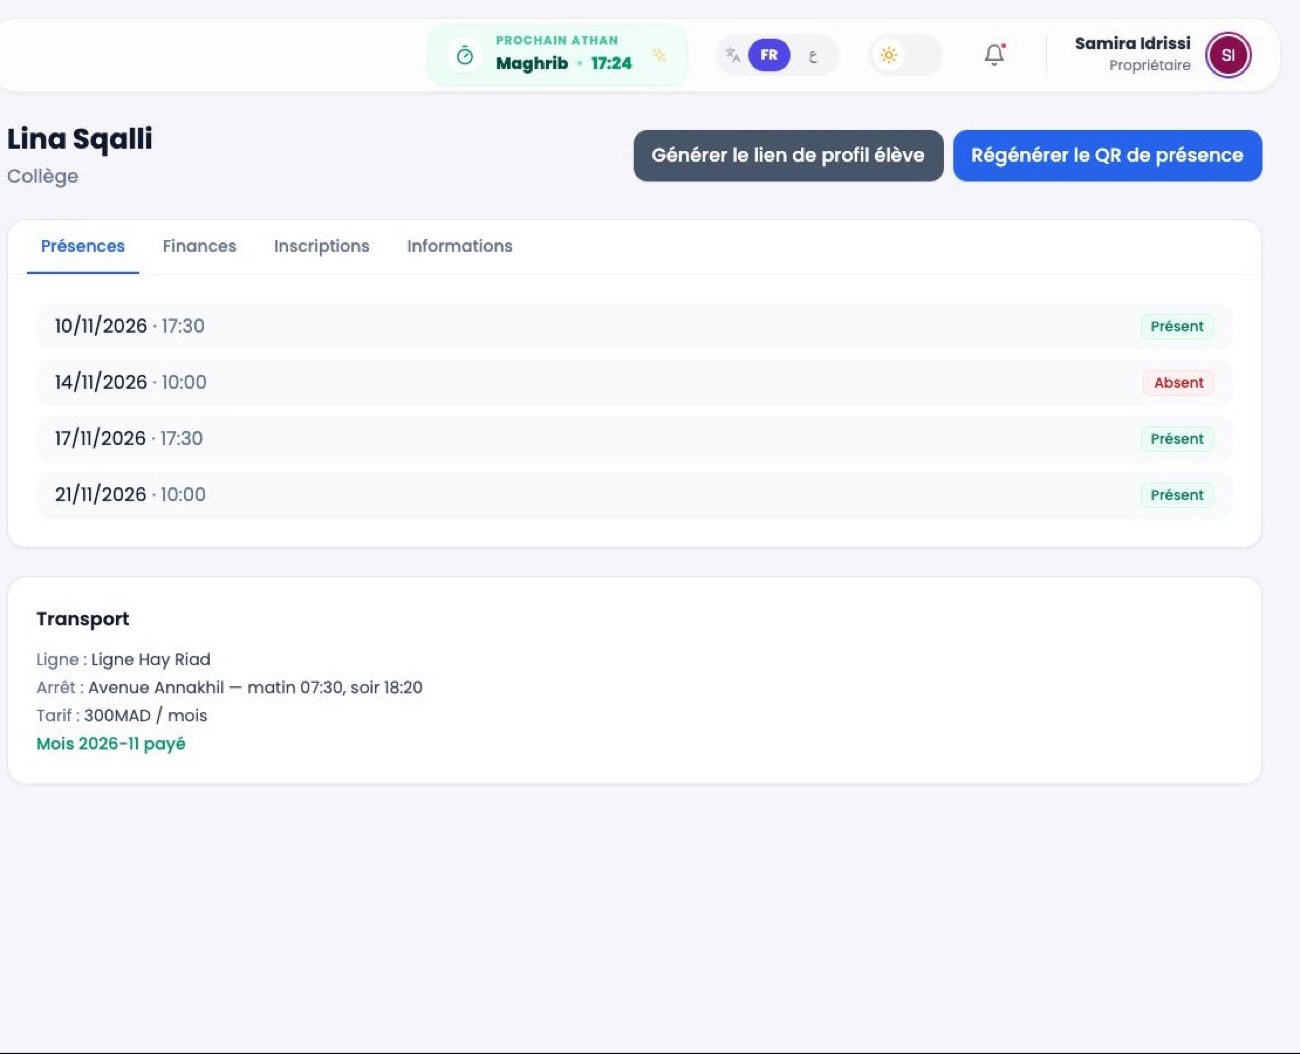 PROCHAIN ATHAN
Maghrib • 17:24
FR
ع
Samira Idrissi
Propriétaire
SI
Lina Sqalli
Collège
Générer le lien de profil élève
Régénérer le QR de présence
Présences
Finances
Inscriptions
Informations
10/11/2026 · 17:30
Présent
14/11/2026 · 10:00
Absent
17/11/2026 · 17:30
Présent
21/11/2026 · 10:00
Présent
Transport
Ligne : Ligne Hay Riad
Arrêt : Avenue Annakhil — matin 07:30, soir 18:20
Tarif : 300MAD / mois
Mois 2026-11 payé